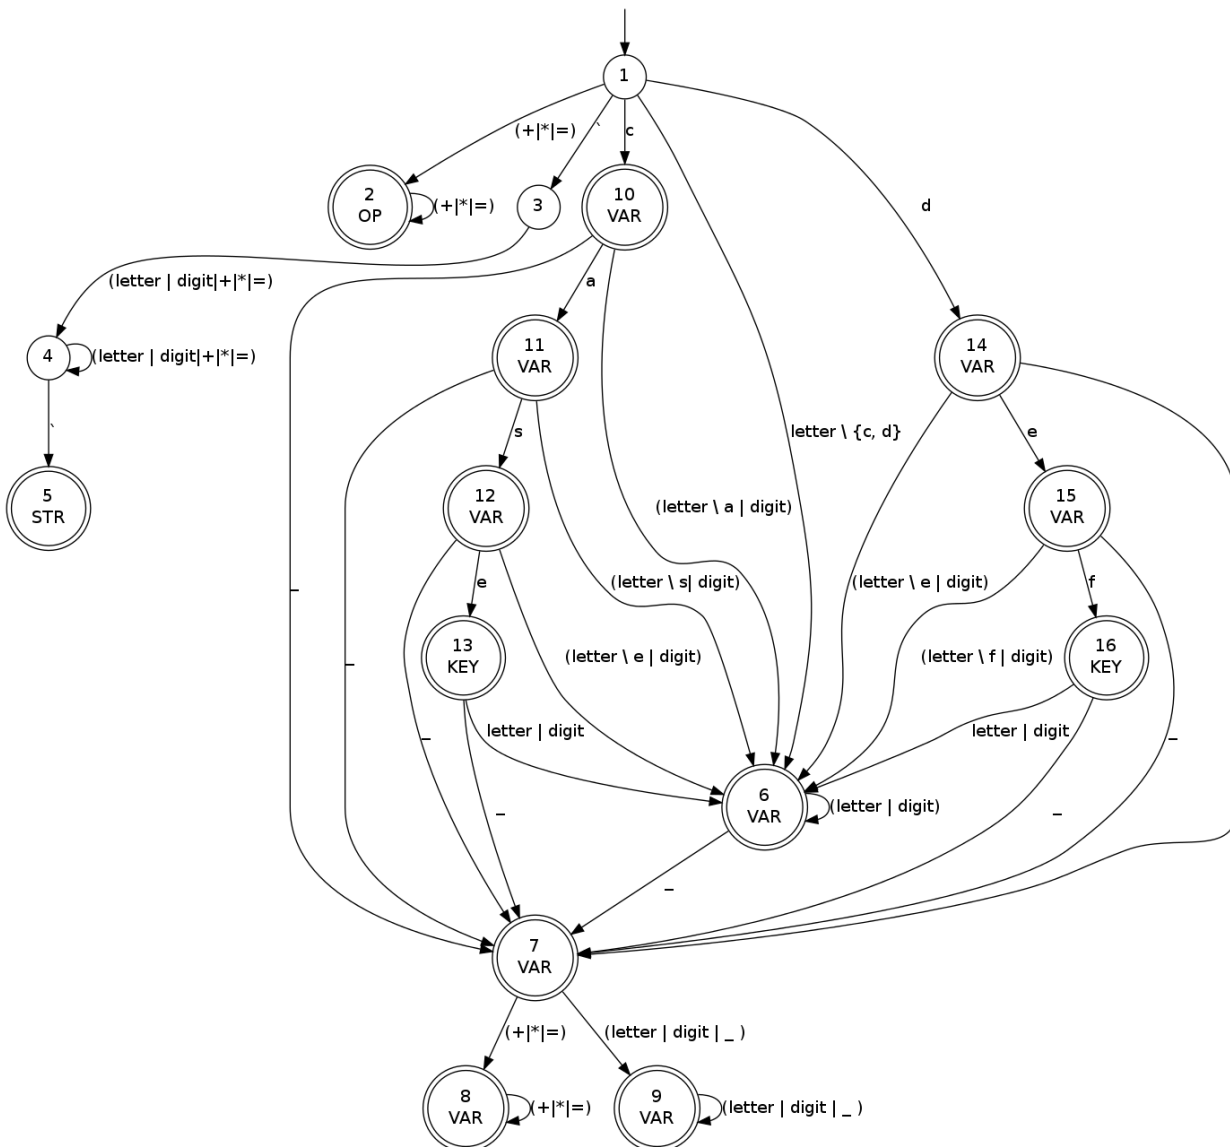 1
(+|*|=)
`
c
d
2
OP
(+|*|=)
3
10
VAR
(letter | digit|+|*|=)
a
4
(letter | digit|+|*|=)
11
VAR
14
VAR
`
s
letter \ {c, d}
e
5
STR
12
VAR
(letter \ a | digit)
15
VAR
_
e
(letter \ s| digit)
(letter \ e | digit)
f
_
13
KEY
(letter \ e | digit)
(letter \ f | digit)
16
KEY
_
letter | digit
letter | digit
_
_
6
VAR
(letter | digit)
_
_
7
VAR
(+|*|=)
(letter | digit | _ )
8
VAR
(+|*|=)
9
VAR
(letter | digit | _ )